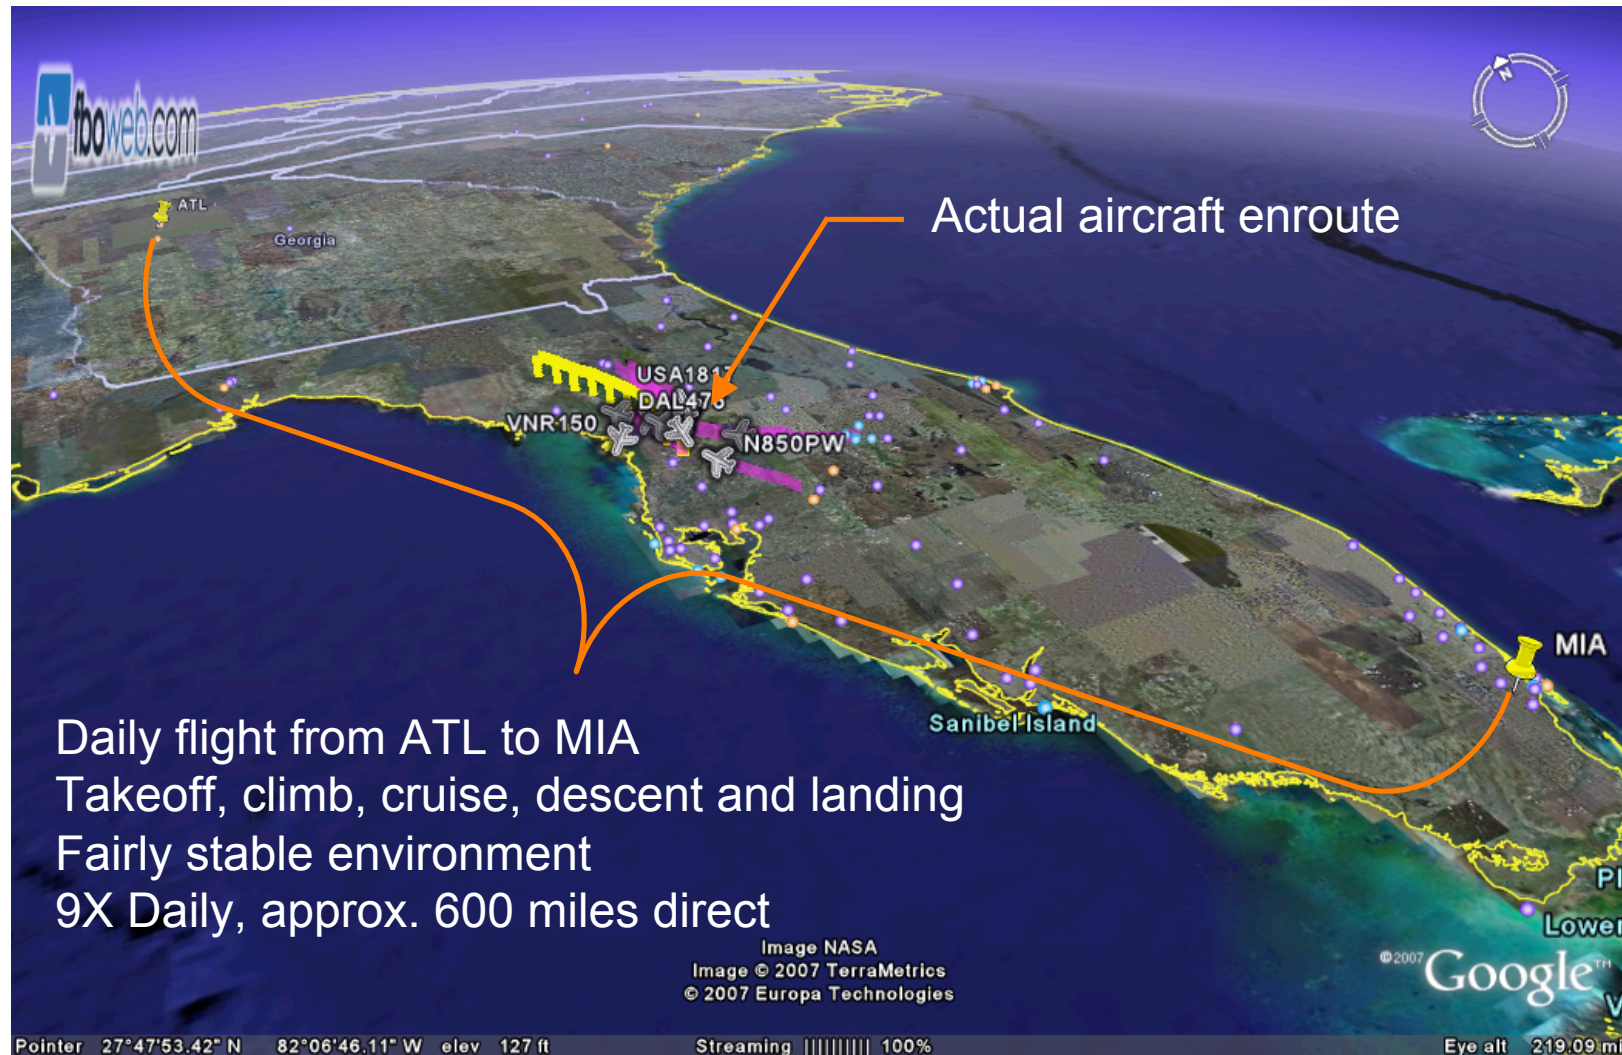 fboweb.com
N
ATL
Georgia
Actual aircraft enroute
USA1817
DAL476
VNR150
N850PW
MIA
Sanibel Island
Daily flight from ATL to MIA
Takeoff, climb, cruise, descent and landing
Fairly stable environment
9X Daily, approx. 600 miles direct
Pl
Lower
Image NASA
Image © 2007 TerraMetrics
© 2007 Europa Technologies
©2007 Google™
V
Pointer 27°47'53.42" N 82°06'46.11" W elev 127 ft
Streaming ||||||||| 100%
Eye alt 219.09 m